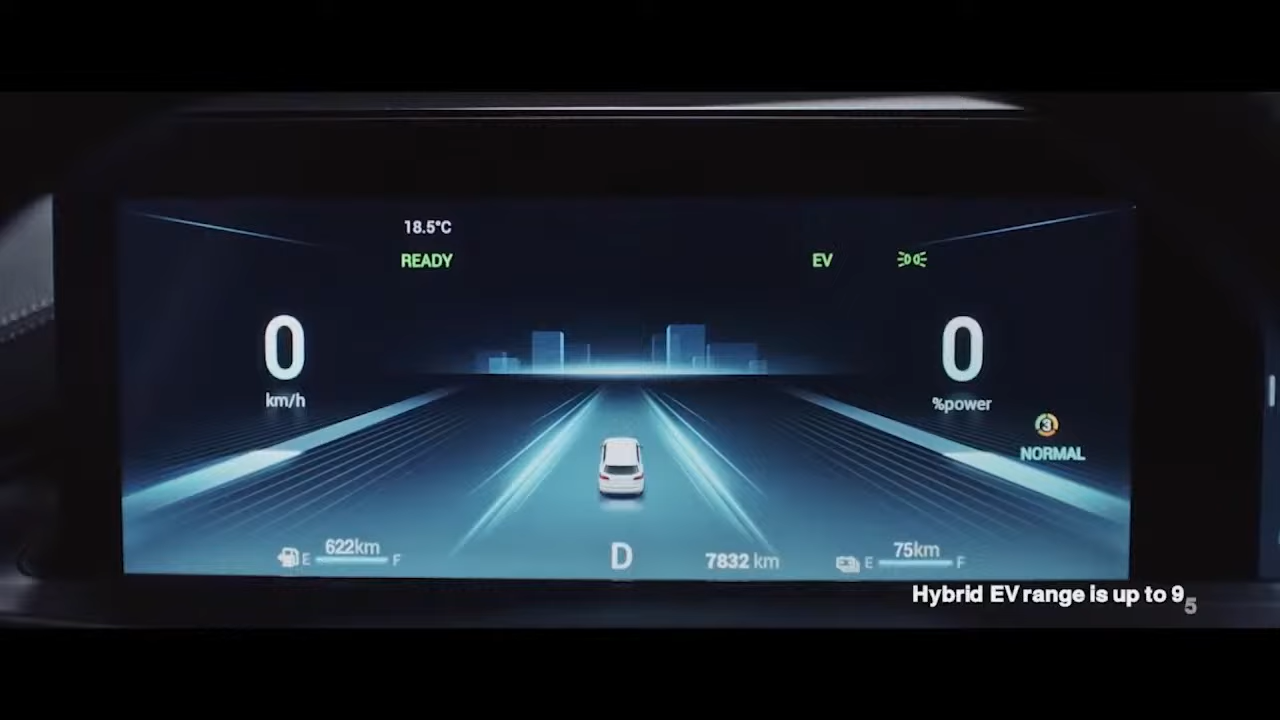 18.5°C
READY
EV
0
km/h
0
%power
3
NORMAL
E 622km F
D
7832 km
E 75km F
Hybrid EV range is up to 95